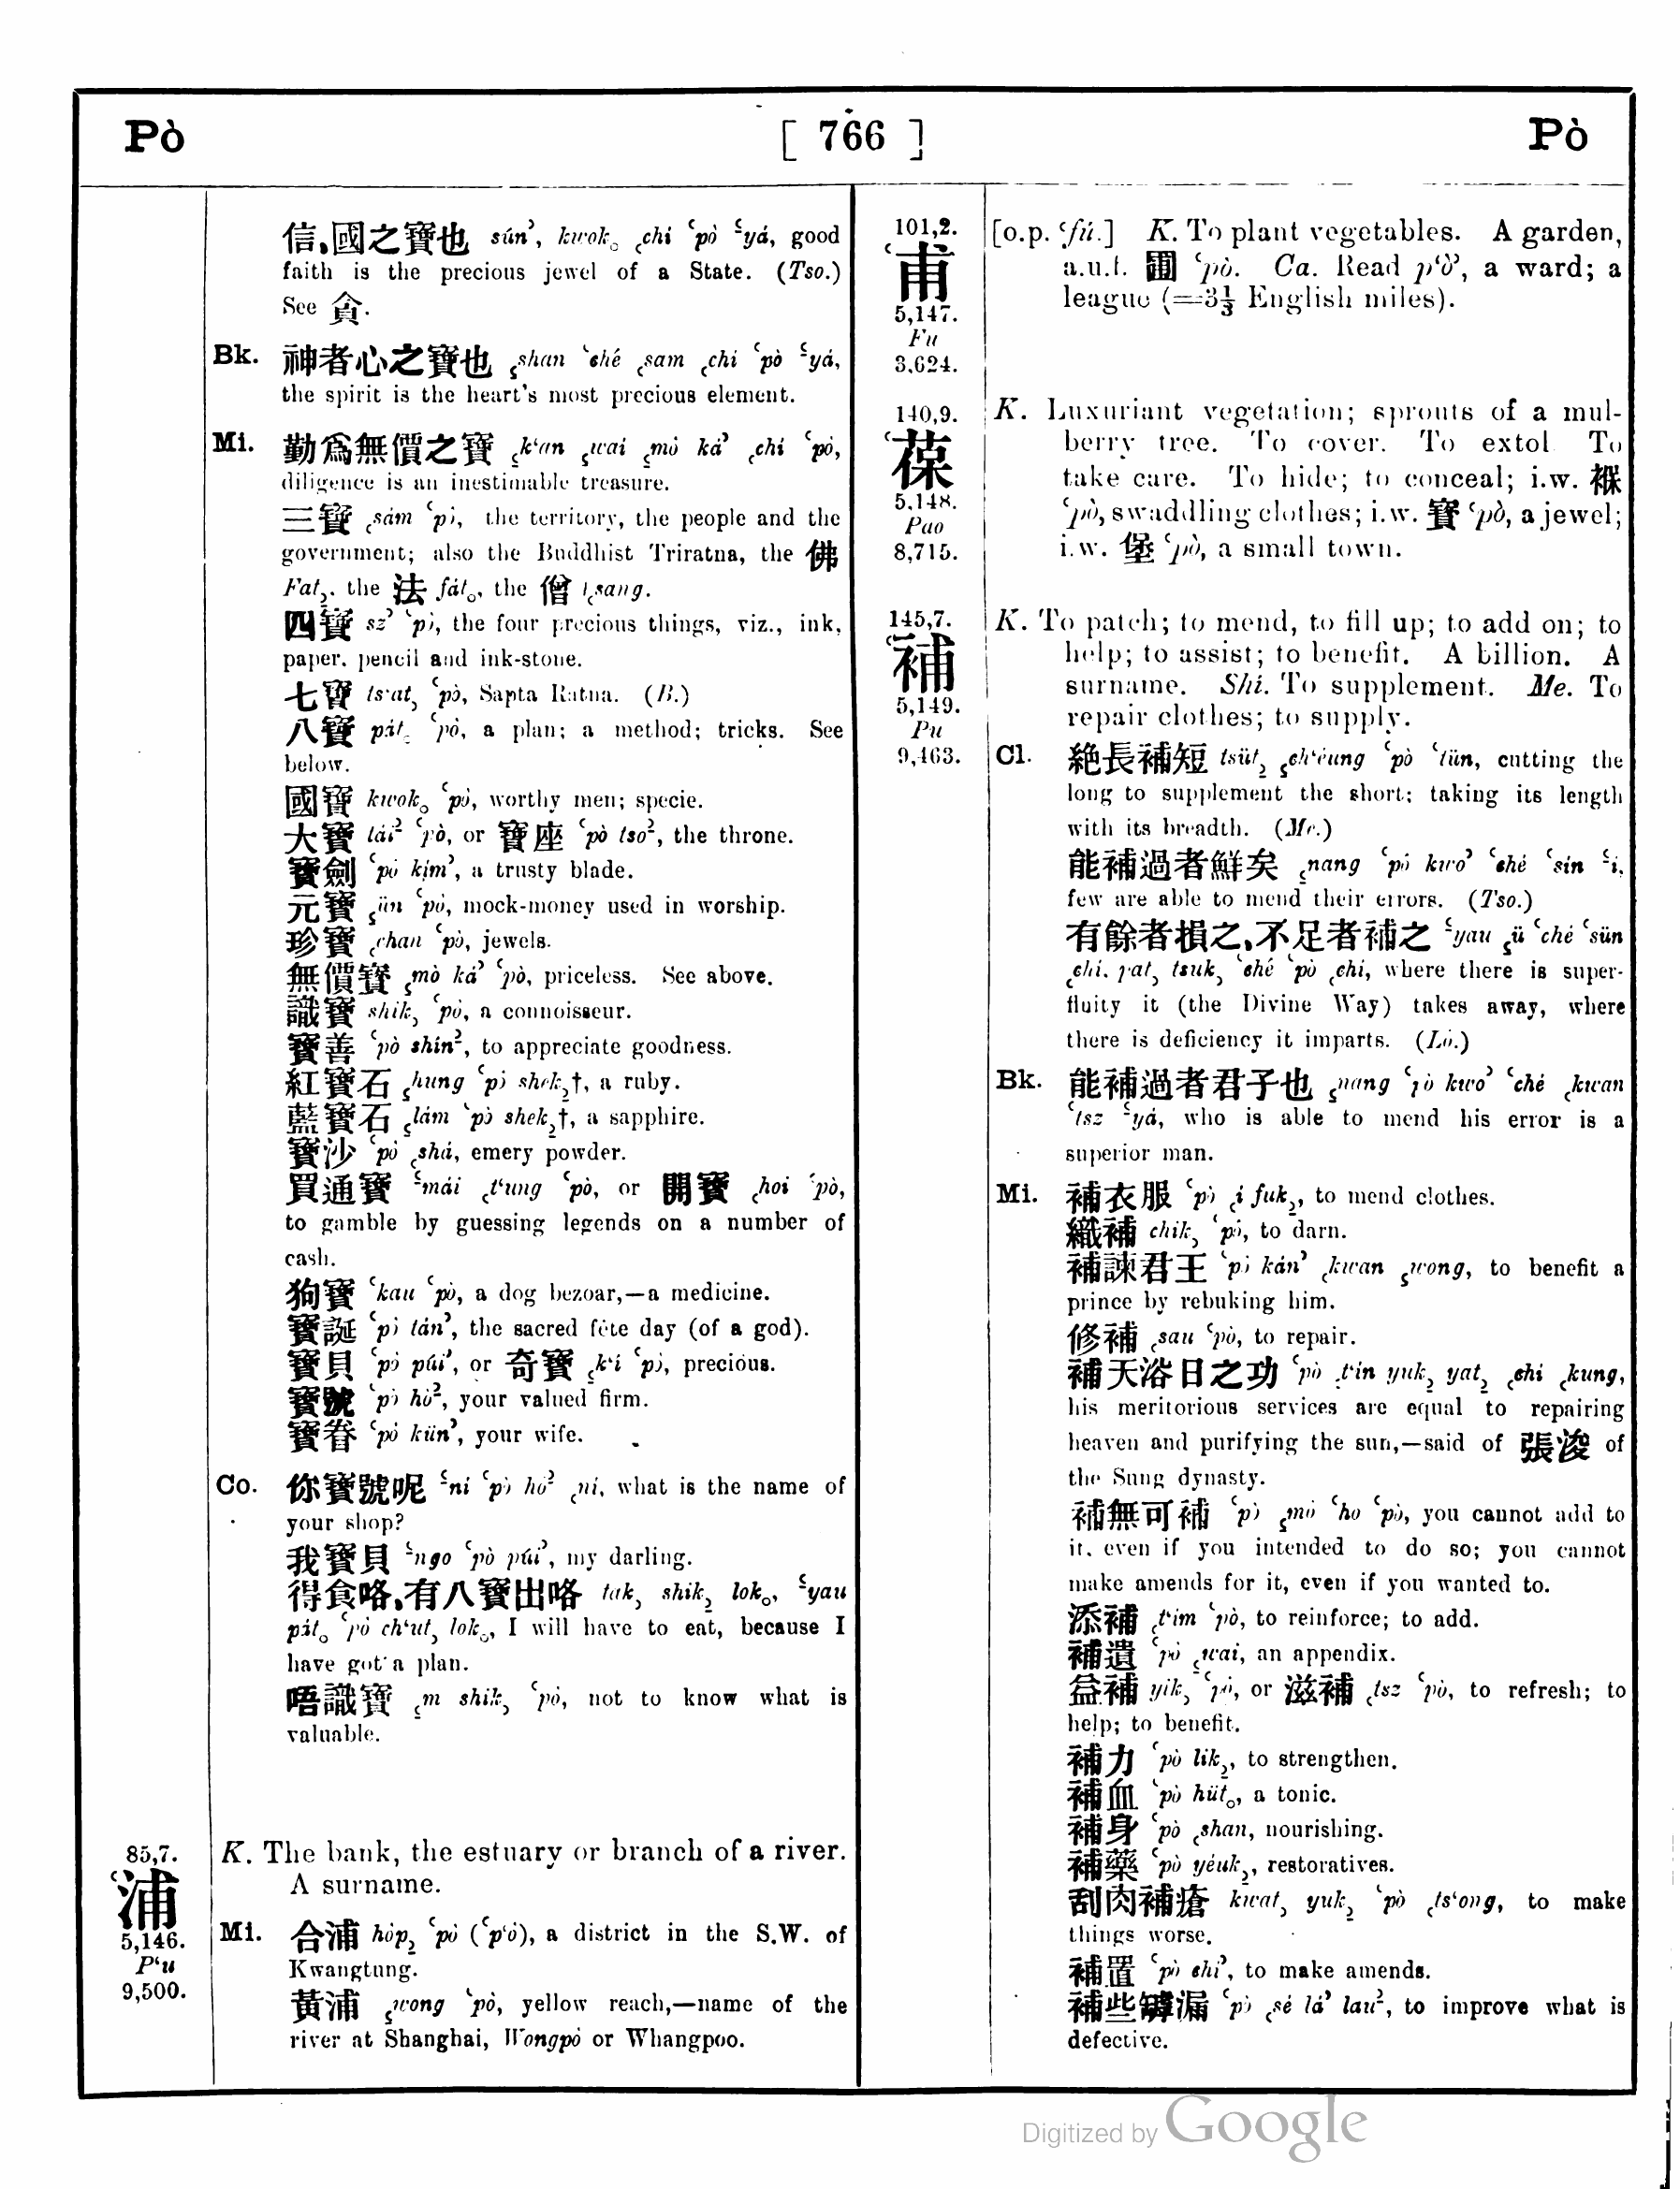 Pò [ 766 ] Pò
信,國之寶也 sún’, kwok。 ꜀chí ꜂pò ꜃yá, good
faith is the precious jewel of a State. (Tso.)
See 貪.
Bk. 神者心之寶也 ꜁shan ꜂ché ꜀sam ꜀chí ꜂pò ꜃yá,
the spirit is the heart's most precious element.
Mi. 勤爲無價之寶 ꜁k‘an ꜁wai ꜁mò ká’ ꜀chí ꜂pò,
diligence is an inestimable treasure.
三寶 ꜀sám ꜂pò, the territory, the people and the
government; also the Buddhist Triratna, the 佛
Fat꜇. the 法 fát。, the 僧 ꜀tsang.
四寶 sz’ ꜂pò, the four precious things, viz., ink,
paper. pencil and ink-stone.
七寶 ts‘at꜆ ꜂pò, Sapta Ratna. (B.)
八寶 pát。 ꜂pò, a plan; a method; tricks. See
below.
國寶 kwok。 ꜂pò, worthy men; specie.
大寶 tái² ꜂pò, or 寶座 ꜂pò tso², the throne.
寶劍 ꜂pò kím’, a trusty blade.
元寶 ꜁ün ꜂pò, mock-money used in worship.
珍寶 ꜀chan ꜂pò, jewels.
無價寶 ꜁mò ká’ ꜂pò, priceless. See above.
識寶 shik꜆ ꜂pò, a connoisseur.
寶善 ꜂pò shín², to appreciate goodness.
紅寶石 ꜁hung ꜂pò shek꜇†, a ruby.
藍寶石 ꜁lám ꜂pò shek꜇†, a sapphire.
寶沙 ꜂pò ꜀shá, emery powder.
買通寶 ꜃mái ꜀t‘ung ꜂pò, or 開寶 ꜀hoi ꜂pò,
to gamble by guessing legends on a number of
cash.
狗寶 ꜂kau ꜂pò, a dog bezoar,—a medicine.
寶誕 ꜂pò tán’, the sacred fête day (of a god).
寶貝 ꜂pò púi’, or 奇寶 ꜁k‘í ꜂pò, precious.
寶號 ꜂pò hò², your valued firm.
寶眷 ꜂pò kün’, your wife.
Co. 你寶號呢 ꜃ni ꜂pò hò² ꜀ní, what is the name of
your shop?
我寶貝 ꜃ngo ꜂pò púi’, my darling.
得食咯,有八寶出咯 tak꜆ shik꜇ lok。, ꜃yau
pát。 ꜂pò ch‘ut꜆ lok。, I will have to eat, because I
have got a plan.
唔識寶 ꜁m shik꜆ ꜂pò, not to know what is
valuable.
85,7.
꜂浦
5,146.
P‘u
9,500.
K. The bank, the estuary or branch of a river.
A surname.
Mi. 合浦 hòp꜇ ꜂pò (꜂p‘ò), a district in the S.W. of
Kwangtung.
黃浦 ꜁wong ꜂pò, yellow reach,—name of the
river at Shanghai, Wongpò or Whangpoo.
101,2.
꜂甫
5,147.
Fu
3,624.
[o.p. ꜂fú.] K. To plant vegetables. A garden,
a.u.f. 圃 ꜂pò. Ca. Read p‘ò’, a ward; a
league (=3⅓ English miles).
140,9.
꜂葆
5,148.
Pao
8,715.
K. Luxuriant vegetation; sprouts of a mul-
berry tree. To cover. To extol To
take care. To hide; to conceal; i.w. 褓
꜂pò, swaddling clothes; i.w. 寶 ꜂pò, a jewel;
i.w. 堡 ꜂pò, a small town.
145,7.
꜂補
5,149.
Pu
9,463.
K. To patch; to mend, to fill up; to add on; to
help; to assist; to benefit. A billion. A
surname. Shi. To supplement. Me. To
repair clothes; to supply.
Cl. 絕長補短 tsüt꜇ ꜁ch‘éung ꜂pò ꜂tün, cutting the
long to supplement the short; taking its length
with its breadth. (Me.)
能補過者鮮矣 ꜁nang ꜂pò kwo’ ꜂ché ꜂sín ꜃í,
few are able to mend their errors. (Tso.)
有餘者損之,不足者補之 ꜃yau ꜁ü ꜂ché ꜂sün
꜀chí. pat꜆ tsuk꜆ ꜂ché ꜂pò ꜀chí, where there is super-
fluity it (the Divine Way) takes away, where
there is deficiency it imparts. (Lò.)
Bk. 能補過者君子也 ꜁nang ꜂pò kwo’ ꜂ché ꜀kwan
꜂tsz ꜃yá, who is able to mend his error is a
superior man.
Mi. 補衣服 ꜂pò ꜀í fuk꜇, to mend clothes.
織補 chik꜆ ꜂pò, to darn.
補諫君王 ꜂pò kán’ ꜀kwan ꜁wong, to benefit a
prince by rebuking him.
修補 ꜀sau ꜂pò, to repair.
補天浴日之功 ꜂pò ꜀t‘ín yuk꜇ yat꜇ ꜀chí ꜀kung,
his meritorious services are equal to repairing
heaven and purifying the sun,—said of 張浚 of
the Sung dynasty.
補無可補 ꜂pò ꜁mò ꜂ho ꜂pò, you cannot add to
it. even if you intended to do so; you cannot
make amends for it, even if you wanted to.
添補 ꜀t‘ím ꜂pò, to reinforce; to add.
補遺 ꜂pò ꜁wai, an appendix.
益補 yik꜆ ꜂pò, or 滋補 ꜀tsz ꜂pò, to refresh; to
help; to benefit.
補力 ꜂pò lik꜇, to strengthen.
補血 ꜂pò hüt。, a tonic.
補身 ꜂pò ꜀shan, nourishing.
補藥 ꜂pò yéuk꜇, restoratives.
刮肉補瘡 kwat꜆ yuk꜇ ꜂pò ꜀ts‘ong, to make
things worse.
補置 ꜂pò chi’, to make amends.
補些罅漏 ꜂pò ꜀sé lá’ lau², to improve what is
defective.
Digitized by Google